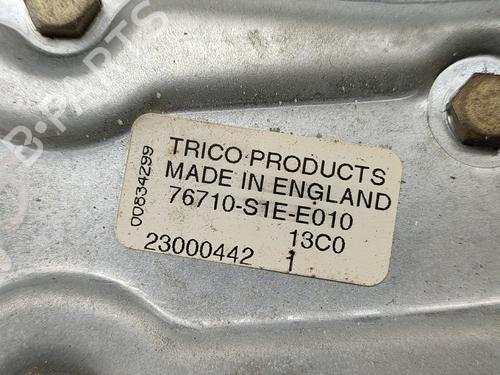 B-PARTS
TRICO PRODUCTS
MADE IN ENGLAND
76710-S1E-E010
13C0
23000442 1
00834299